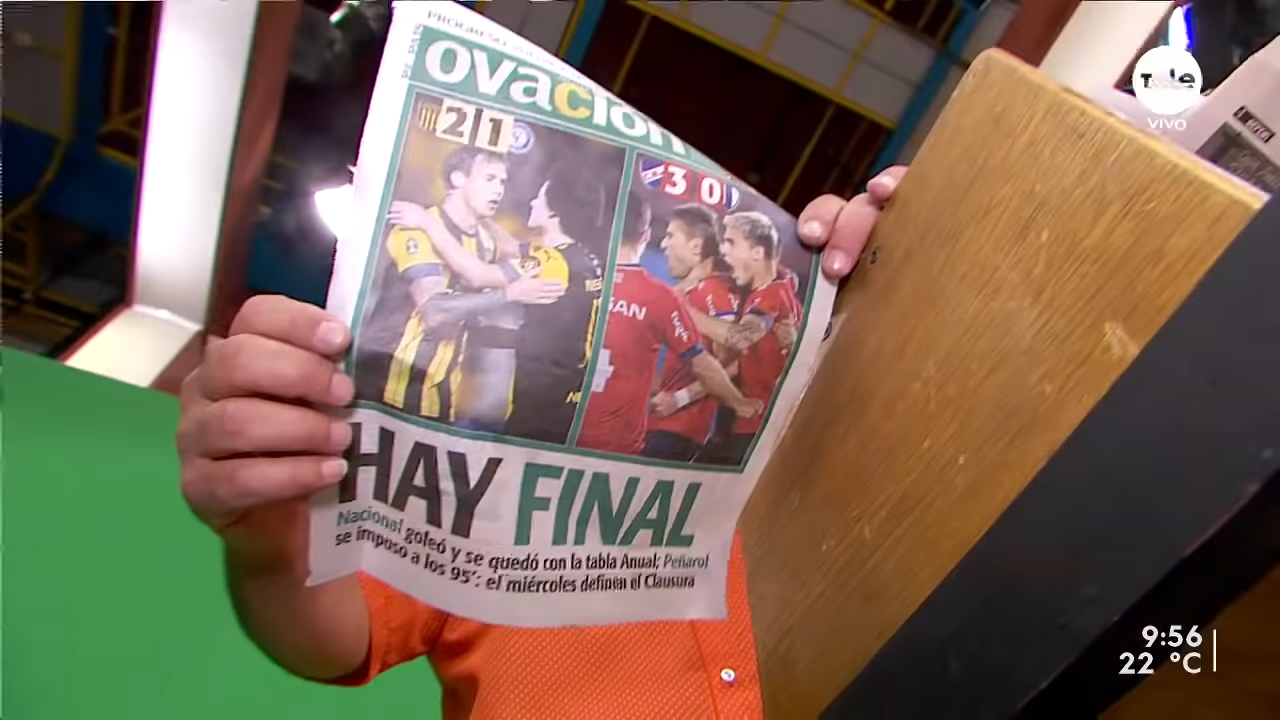 ovación
2 1
3 0
HAY FINAL
Nacional goleó y se quedó con la tabla Anual; Peñarol
se impuso a los 95': el miércoles definen el Clausura
Tele
VIVO
9:56
22 °C